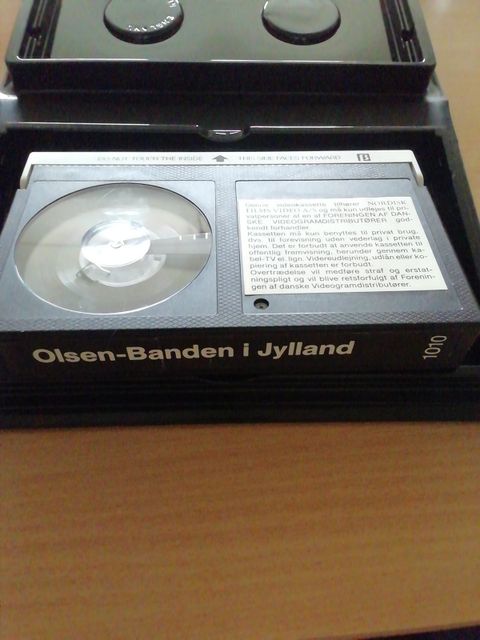 DO NOT TOUCH THE INSIDE
THIS SIDE FACES FORWARD
Denne videokassette tilhører NORDISK
FILMS VIDEO A/S og må kun udlejes til pri-
vatpersoner af en af FORENINGEN AF DAN-
SKE VIDEOGRAMDISTRIBUTØRER god-
kendt forhandler.
Kassetten må kun benyttes til privat brug,
dvs. til forevisning uden vederlag i private
hjem. Det er forbudt at anvende kassetten til
offentlig fremvisning, herunder gennem ka-
bel-TV el. lign. Videreudlejning, udlån eller ko-
piering af kassetten er forbudt.
Overtrædelse vil medføre straf og erstat-
ningspligt og vil blive retsforfulgt af Forenin-
gen af danske Videogramdistributører.
Olsen-Banden i Jylland
1010